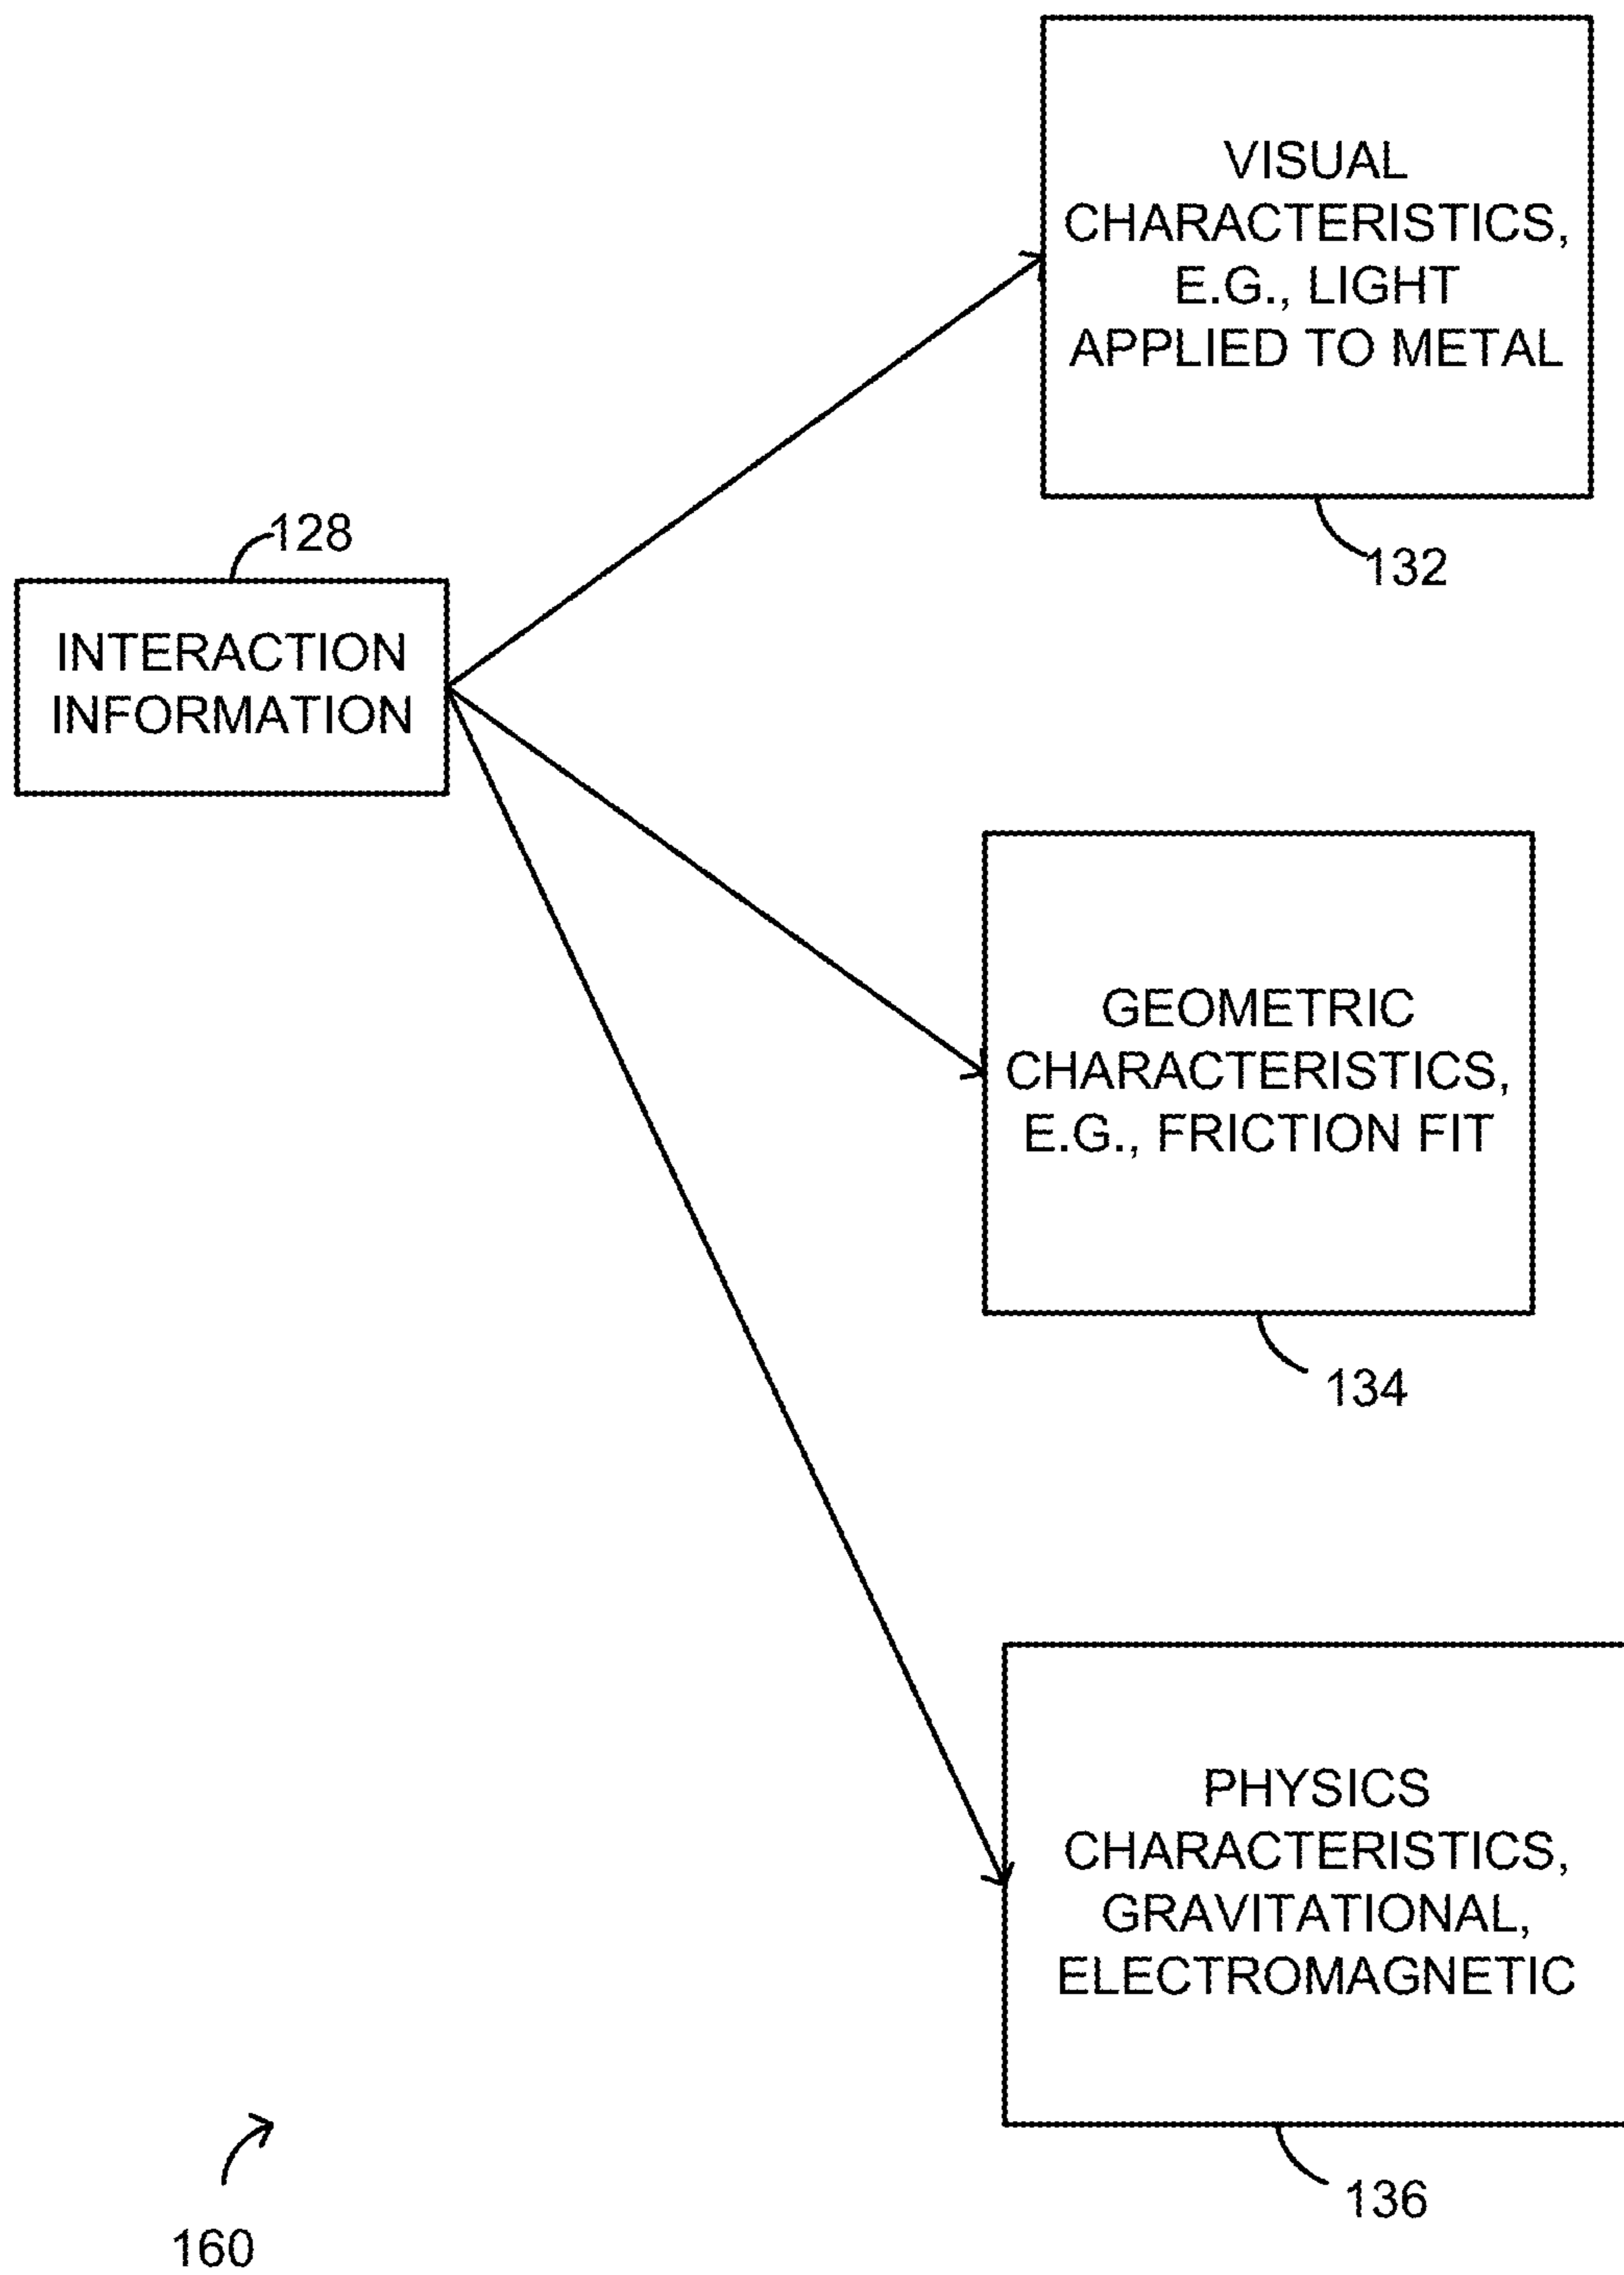 VISUAL
CHARACTERISTICS,
E.G., LIGHT
APPLIED TO METAL
132
128
INTERACTION
INFORMATION
GEOMETRIC
CHARACTERISTICS,
E.G., FRICTION FIT
134
PHYSICS
CHARACTERISTICS,
GRAVITATIONAL,
ELECTROMAGNETIC
136
160